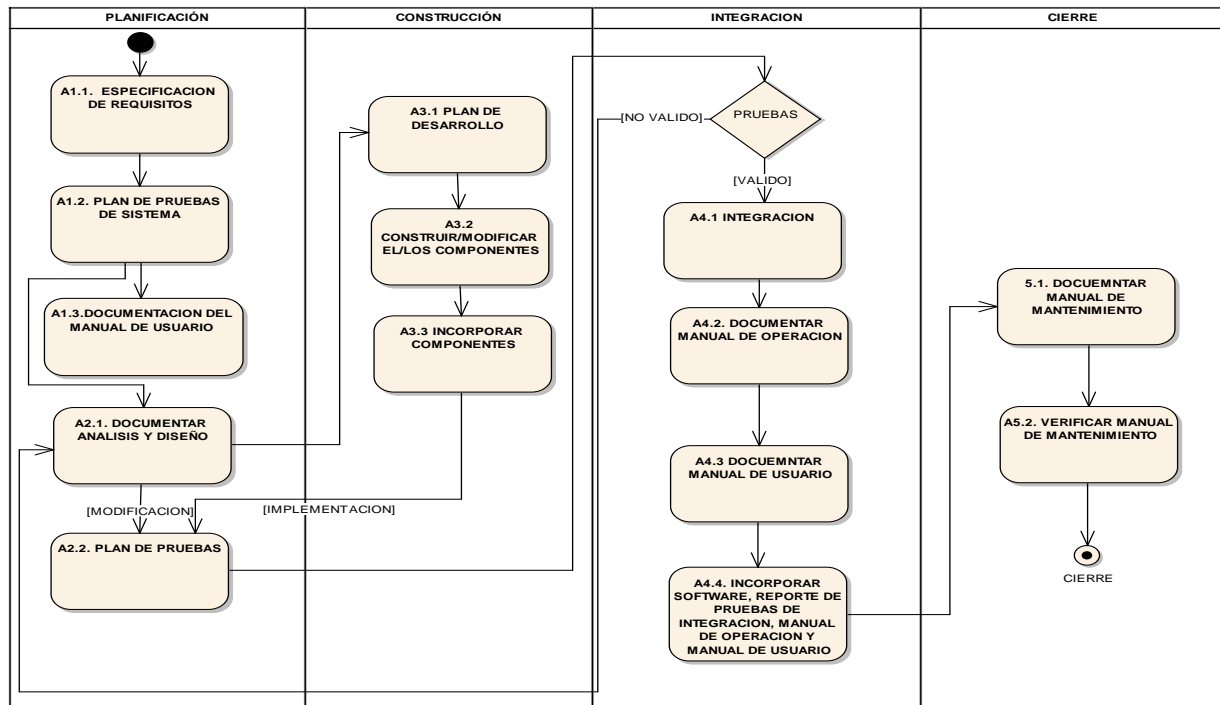 PLANIFICACIÓN
CONSTRUCCIÓN
INTEGRACION
CIERRE
A1.1. ESPECIFICACION
DE REQUISITOS
A1.2. PLAN DE PRUEBAS
DE SISTEMA
A1.3.DOCUMENTACION DEL
MANUAL DE USUARIO
A2.1. DOCUMENTAR
ANALISIS Y DISEÑO
[MODIFICACION]
A2.2. PLAN DE PRUEBAS
A3.1 PLAN DE
DESARROLLO
A3.2
CONSTRUIR/MODIFICAR
EL/LOS COMPONENTES
A3.3 INCORPORAR
COMPONENTES
[IMPLEMENTACION]
PRUEBAS
[NO VALIDO]
[VALIDO]
A4.1 INTEGRACION
A4.2. DOCUMENTAR
MANUAL DE OPERACION
A4.3 DOCUEMNTAR
MANUAL DE USUARIO
A4.4. INCORPORAR
SOFTWARE, REPORTE DE
PRUEBAS DE
INTEGRACION, MANUAL
DE OPERACION Y
MANUAL DE USUARIO
5.1. DOCUEMNTAR
MANUAL DE
MANTENIMIENTO
A5.2. VERIFICAR MANUAL
DE MANTENIMIENTO
CIERRE